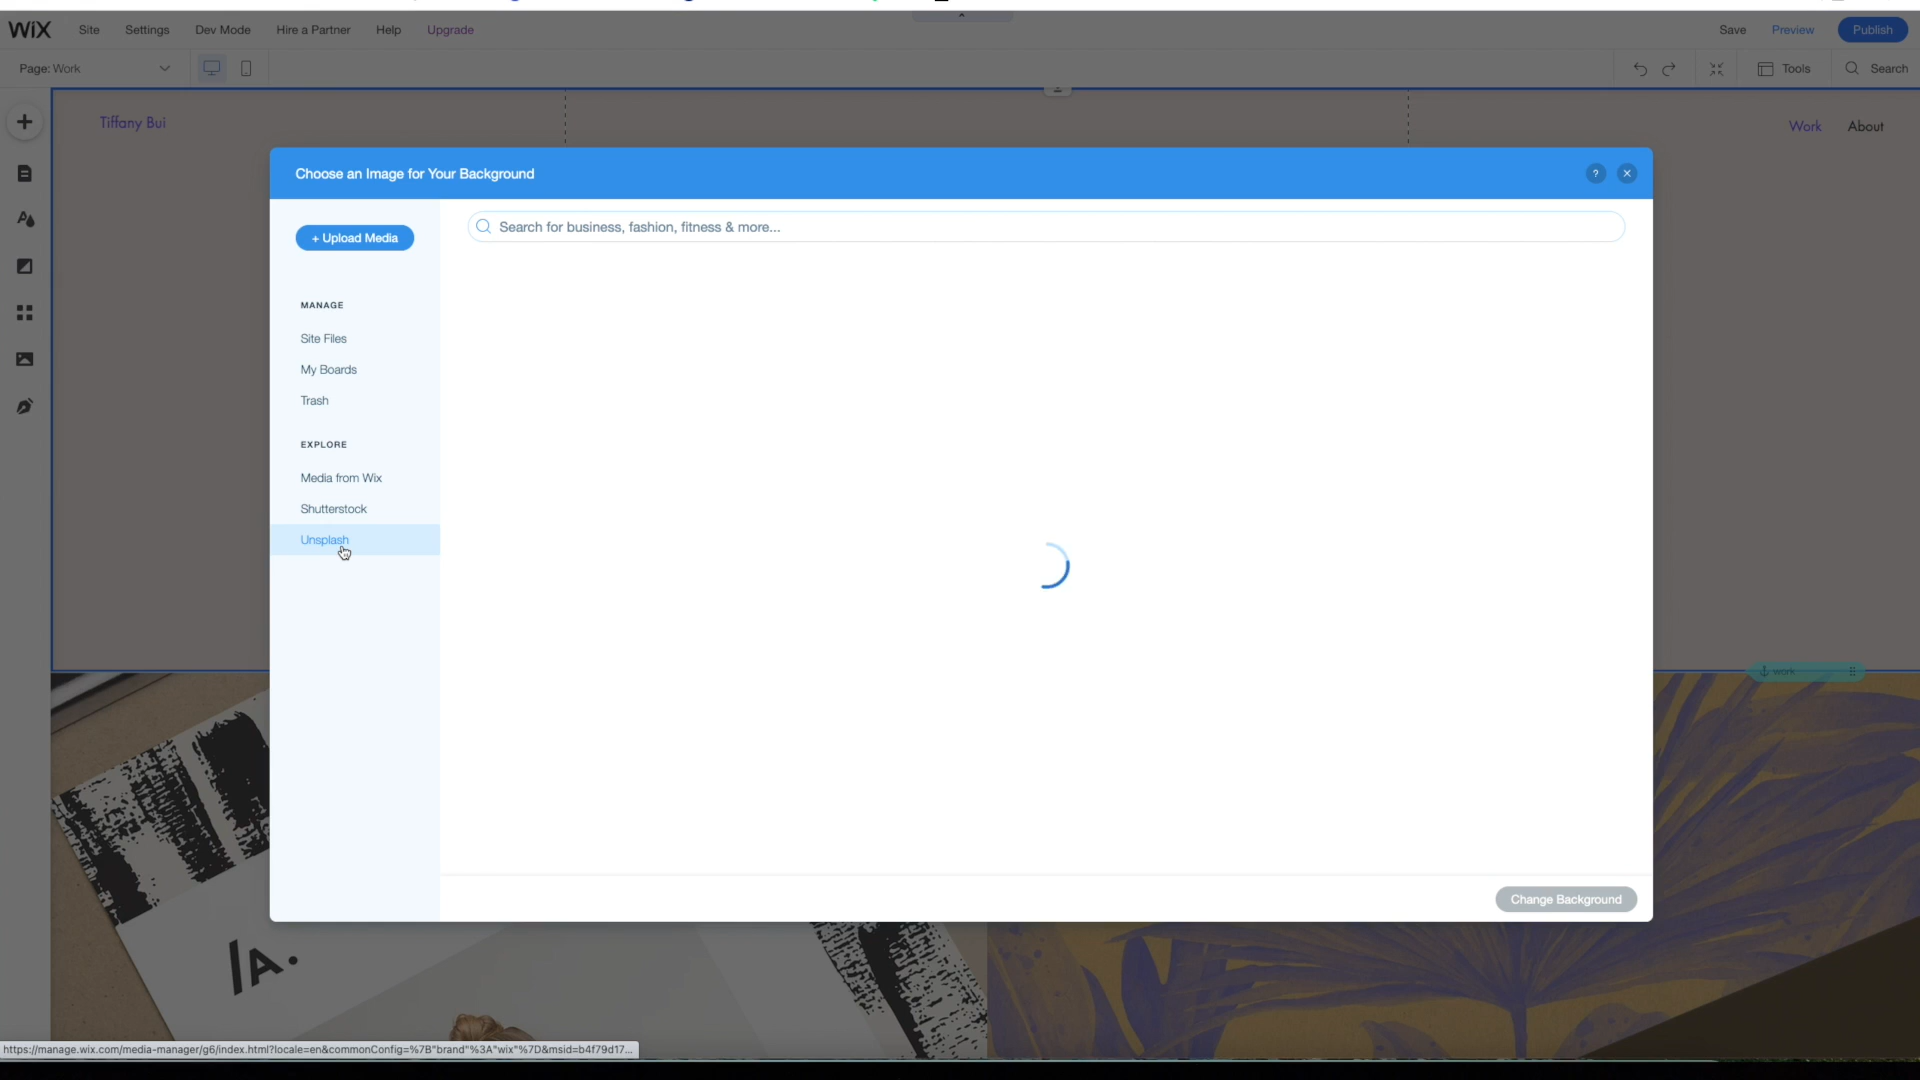 WiX Site Settings Dev Mode Hire a Partner Help Upgrade Save Preview Publish
Page: Work Tools Search
Tiffany Bui Work About
Choose an Image for Your Background ? ×
+ Upload Media
Search for business, fashion, fitness & more...
MANAGE
Site Files
My Boards
Trash
EXPLORE
Media from Wix
Shutterstock
Unsplash
work
Change Background
/A.
https://manage.wix.com/media-manager/g6/index.html?locale=en&commonConfig=%7B"brand"%3A"wix"%7D&msid=b4f79d17...